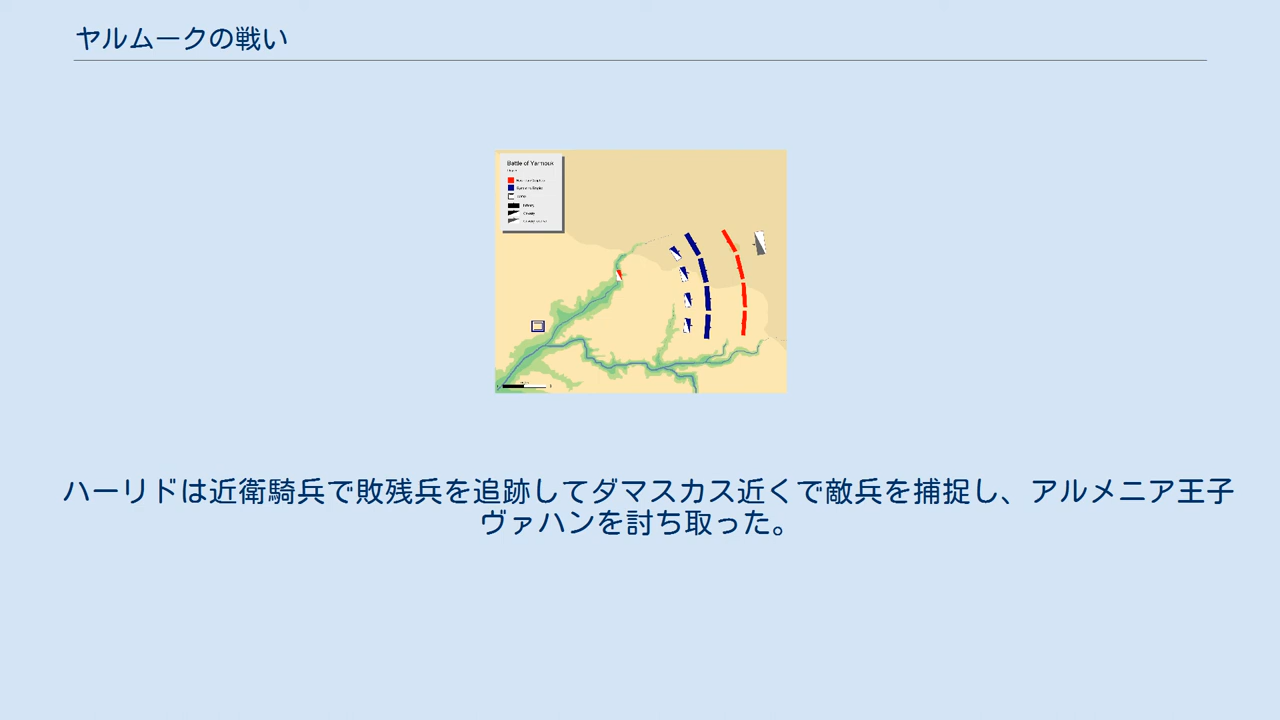 ヤルムークの戦い
Battle of Yarmouk
ハーリドは近衛騎兵で敗残兵を追跡してダマスカス近くで敵兵を捕捉し、アルメニア王子
ヴァハンを討ち取った。